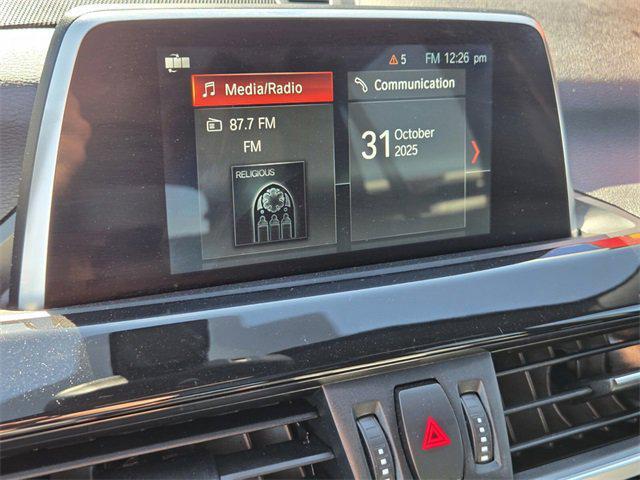 5 FM 12:26 pm
Media/Radio
Communication
87.7 FM
FM
RELIGIOUS
31 October
2025